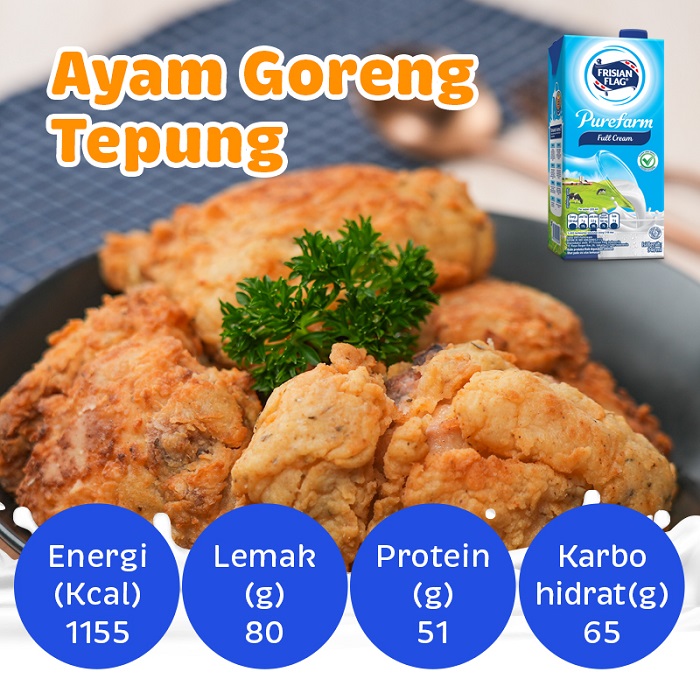 Ayam Goreng
Tepung
FRISIAN
FLAG
Purefarm
Full Cream
Energi
(Kcal)
1155
Lemak
(g)
80
Protein
(g)
51
Karbo
hidrat(g)
65